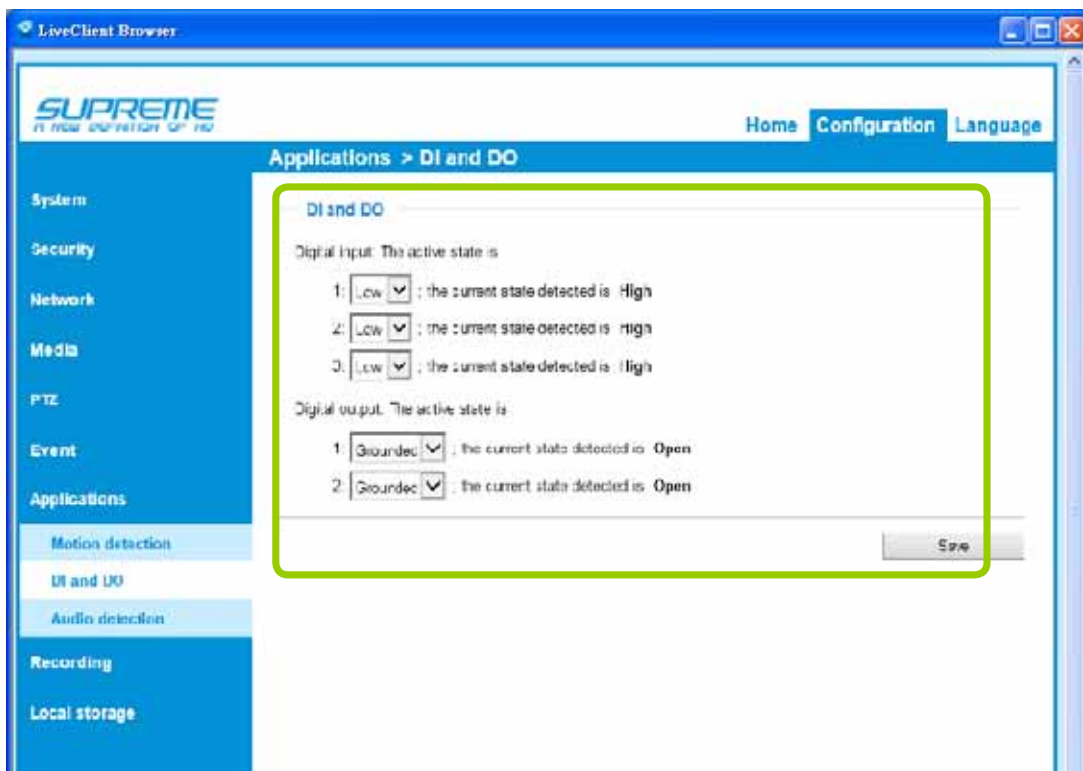 LiveClient Browser
SUPREME
A NEW DEFINITION OF HD
Home Configuration Language
Applications > DI and DO
System
Security
Network
Media
PTZ
Event
Applications
Motion detection
DI and DO
Audio detection
Recording
Local storage
DI and DO
Digital input: The active state is
1: Low ; the current state detected is High
2: Low ; the current state detected is High
3: Low ; the current state detected is High
Digital output: The active state is
1: Grounded ; the current state detected is Open
2: Grounded ; the current state detected is Open
Save